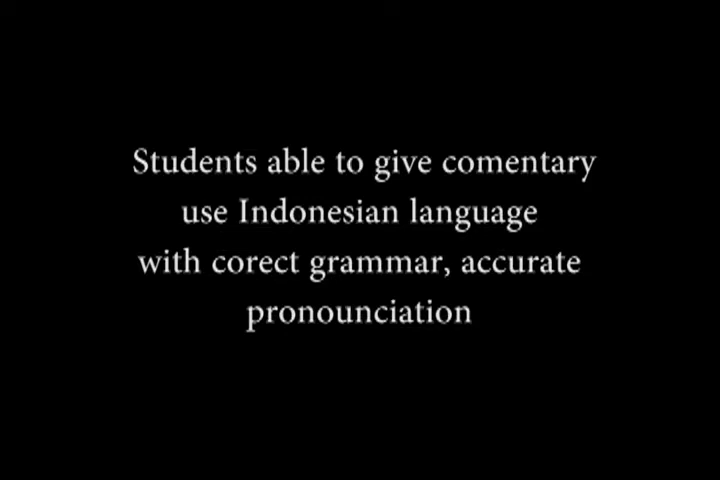 Students able to give comentary
use Indonesian language
with corect grammar, accurate
pronounciation